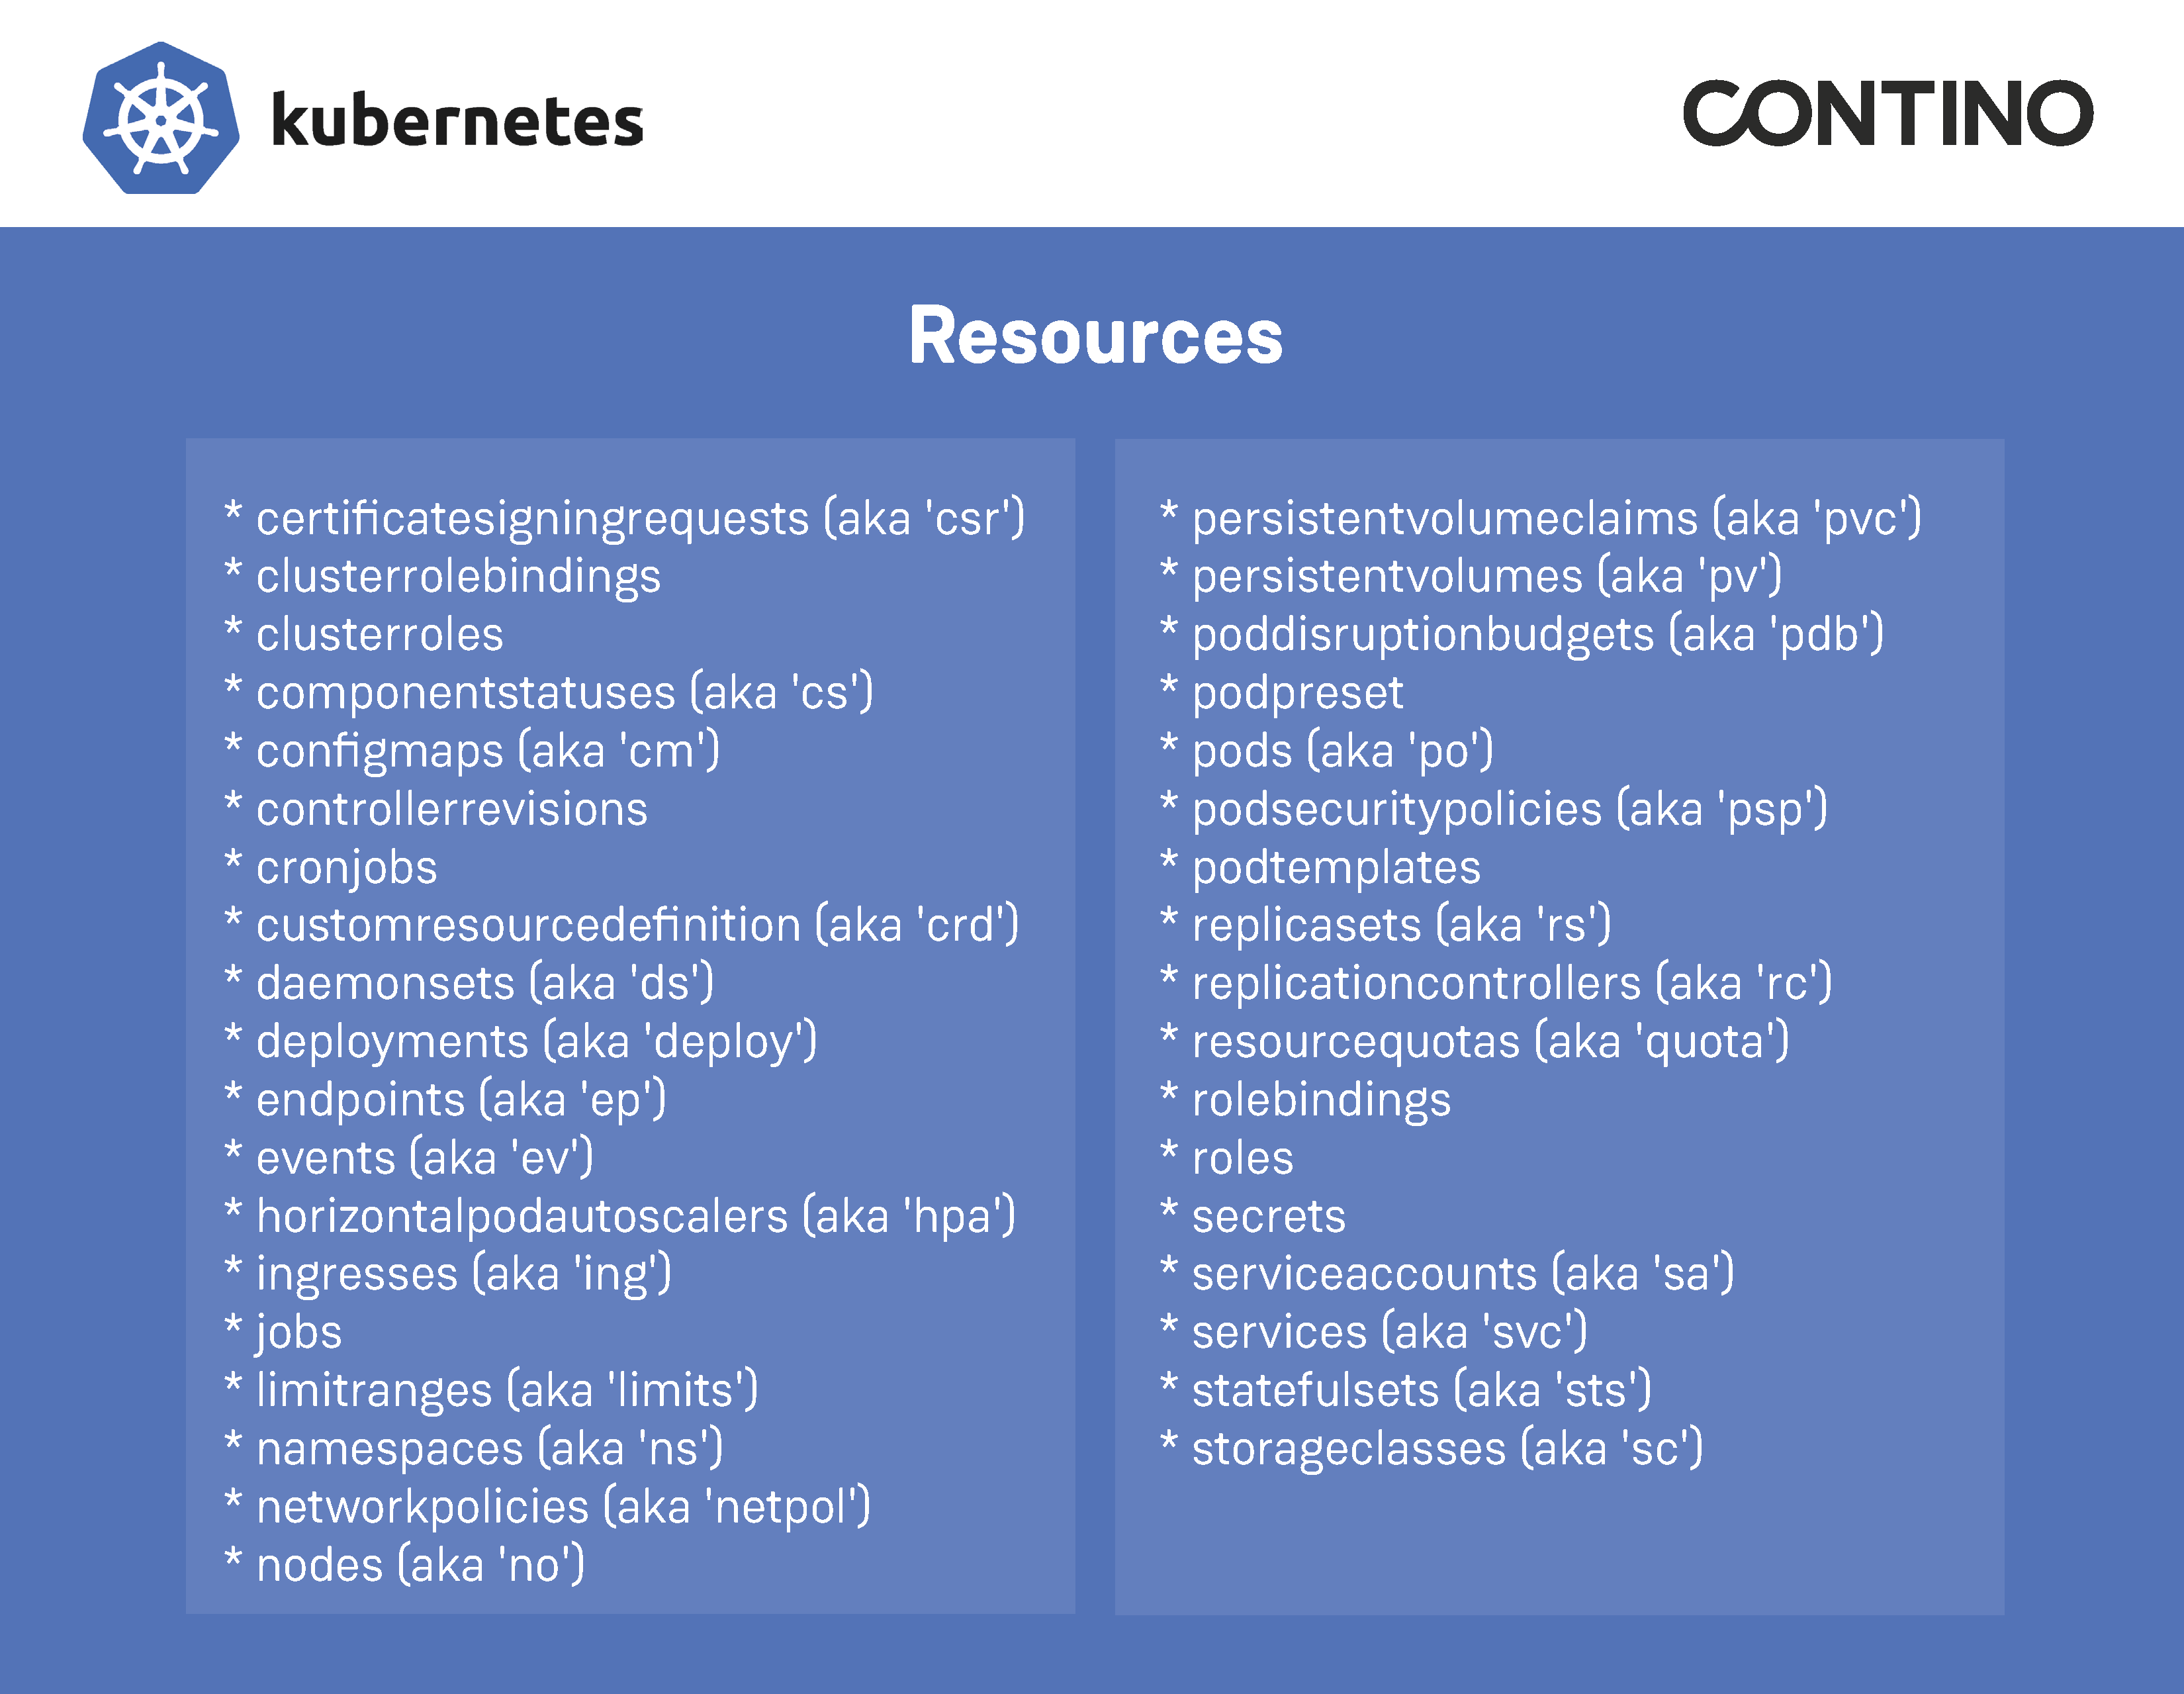 kubernetes
CONTINO
Resources
* certificatesigningrequests (aka 'csr')
* clusterrolebindings
* clusterroles
* componentstatuses (aka 'cs')
* configmaps (aka 'cm')
* controllerrevisions
* cronjobs
* customresourcedefinition (aka 'crd')
* daemonsets (aka 'ds')
* deployments (aka 'deploy')
* endpoints (aka 'ep')
* events (aka 'ev')
* horizontalpodautoscalers (aka 'hpa')
* ingresses (aka 'ing')
* jobs
* limitranges (aka 'limits')
* namespaces (aka 'ns')
* networkpolicies (aka 'netpol')
* nodes (aka 'no')
* persistentvolumeclaims (aka 'pvc')
* persistentvolumes (aka 'pv')
* poddisruptionbudgets (aka 'pdb')
* podpreset
* pods (aka 'po')
* podsecuritypolicies (aka 'psp')
* podtemplates
* replicasets (aka 'rs')
* replicationcontrollers (aka 'rc')
* resourcequotas (aka 'quota')
* rolebindings
* roles
* secrets
* serviceaccounts (aka 'sa')
* services (aka 'svc')
* statefulsets (aka 'sts')
* storageclasses (aka 'sc')